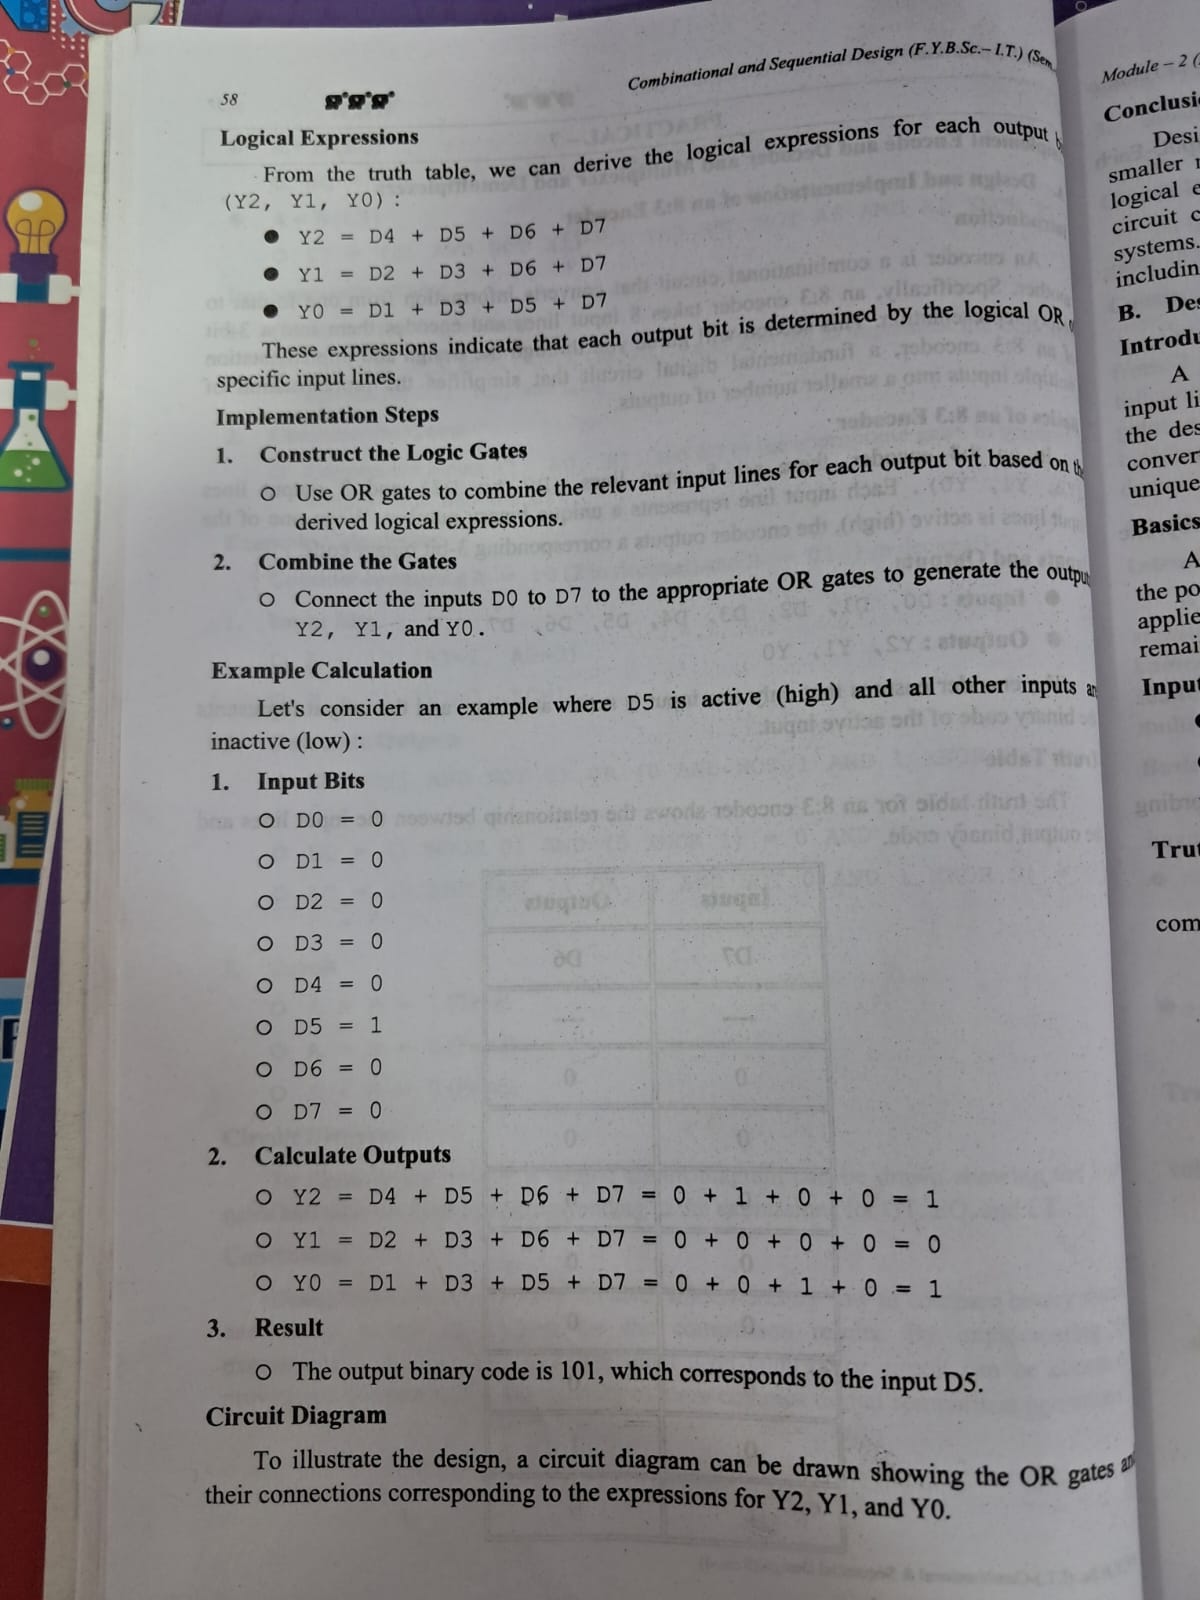 58
Combinational and Sequential Design (F.Y.B.Sc.– I.T.) (Sem
Logical Expressions
From the truth table, we can derive the logical expressions for each output
(Y2, Y1, Y0) :
● Y2 = D4 + D5 + D6 + D7
● Y1 = D2 + D3 + D6 + D7
● Y0 = D1 + D3 + D5 + D7
These expressions indicate that each output bit is determined by the logical OR
specific input lines.
Implementation Steps
1. Construct the Logic Gates
○ Use OR gates to combine the relevant input lines for each output bit based on
derived logical expressions.
2. Combine the Gates
○ Connect the inputs D0 to D7 to the appropriate OR gates to generate the outpu
Y2, Y1, and Y0.
Example Calculation
Let's consider an example where D5 is active (high) and all other inputs
inactive (low) :
1. Input Bits
○ D0 = 0
○ D1 = 0
○ D2 = 0
○ D3 = 0
○ D4 = 0
○ D5 = 1
○ D6 = 0
○ D7 = 0
2. Calculate Outputs
○ Y2 = D4 + D5 + D6 + D7 = 0 + 1 + 0 + 0 = 1
○ Y1 = D2 + D3 + D6 + D7 = 0 + 0 + 0 + 0 = 0
○ Y0 = D1 + D3 + D5 + D7 = 0 + 0 + 1 + 0 = 1
3. Result
○ The output binary code is 101, which corresponds to the input D5.
Circuit Diagram
To illustrate the design, a circuit diagram can be drawn showing the OR gates
their connections corresponding to the expressions for Y2, Y1, and Y0.
Module – 2 (
Conclusi
Desi
smaller
logical e
circuit
systems.
includin
B. Des
Introdu
A
input li
the des
conver
unique
Basics
A
the po
applie
remai
Input
Trut
com